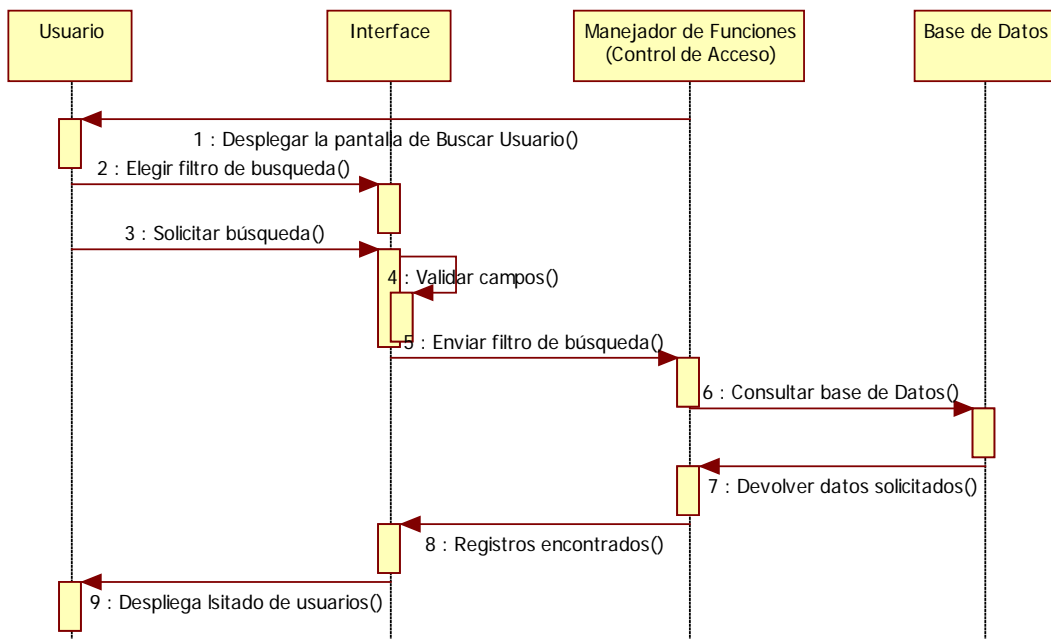 Usuario
Interface
Manejador de Funciones
(Control de Acceso)
Base de Datos
1 : Desplegar la pantalla de Buscar Usuario()
2 : Elegir filtro de busqueda()
3 : Solicitar búsqueda()
4 : Validar campos()
5 : Enviar filtro de búsqueda()
6 : Consultar base de Datos()
7 : Devolver datos solicitados()
8 : Registros encontrados()
9 : Despliega lsitado de usuarios()